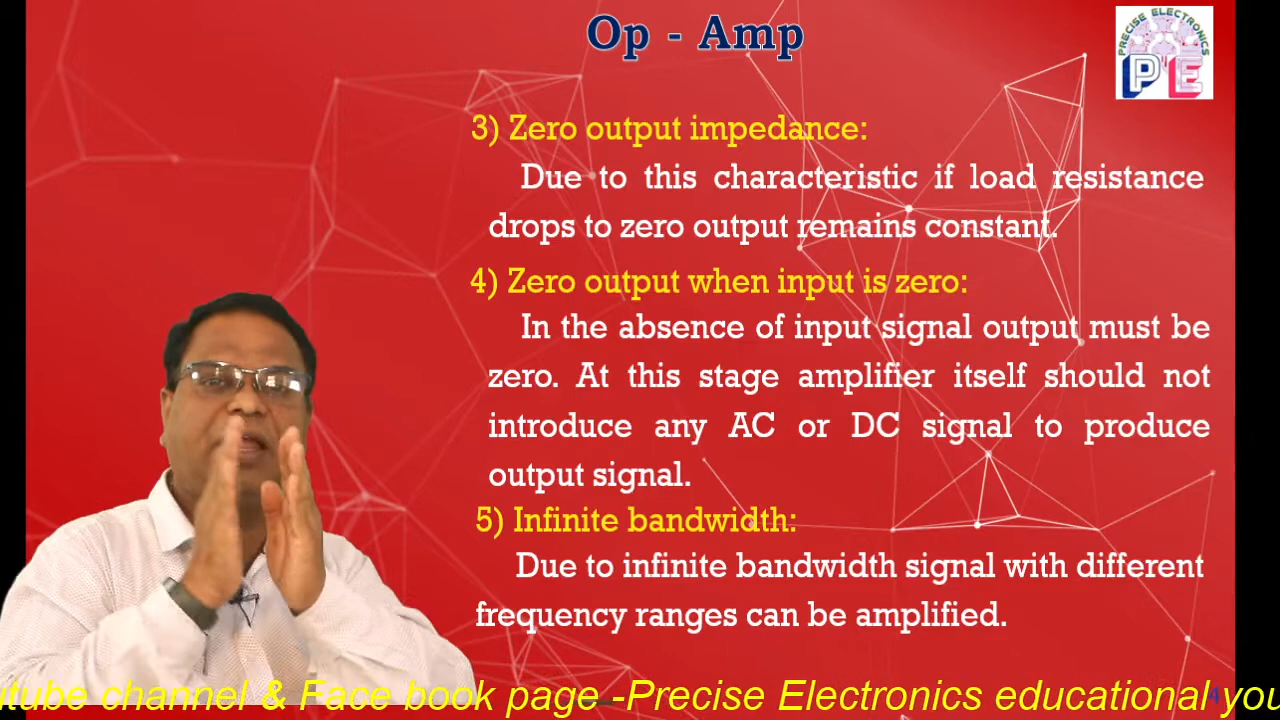 Op - Amp
PRECISE ELECTRONICS
PE
3) Zero output impedance:
Due to this characteristic if load resistance
drops to zero output remains constant.
4) Zero output when input is zero:
In the absence of input signal output must be
zero. At this stage amplifier itself should not
introduce any AC or DC signal to produce
output signal.
5) Infinite bandwidth:
Due to infinite bandwidth signal with different
frequency ranges can be amplified.
utube channel & Face book page -Precise Electronics educational you
4